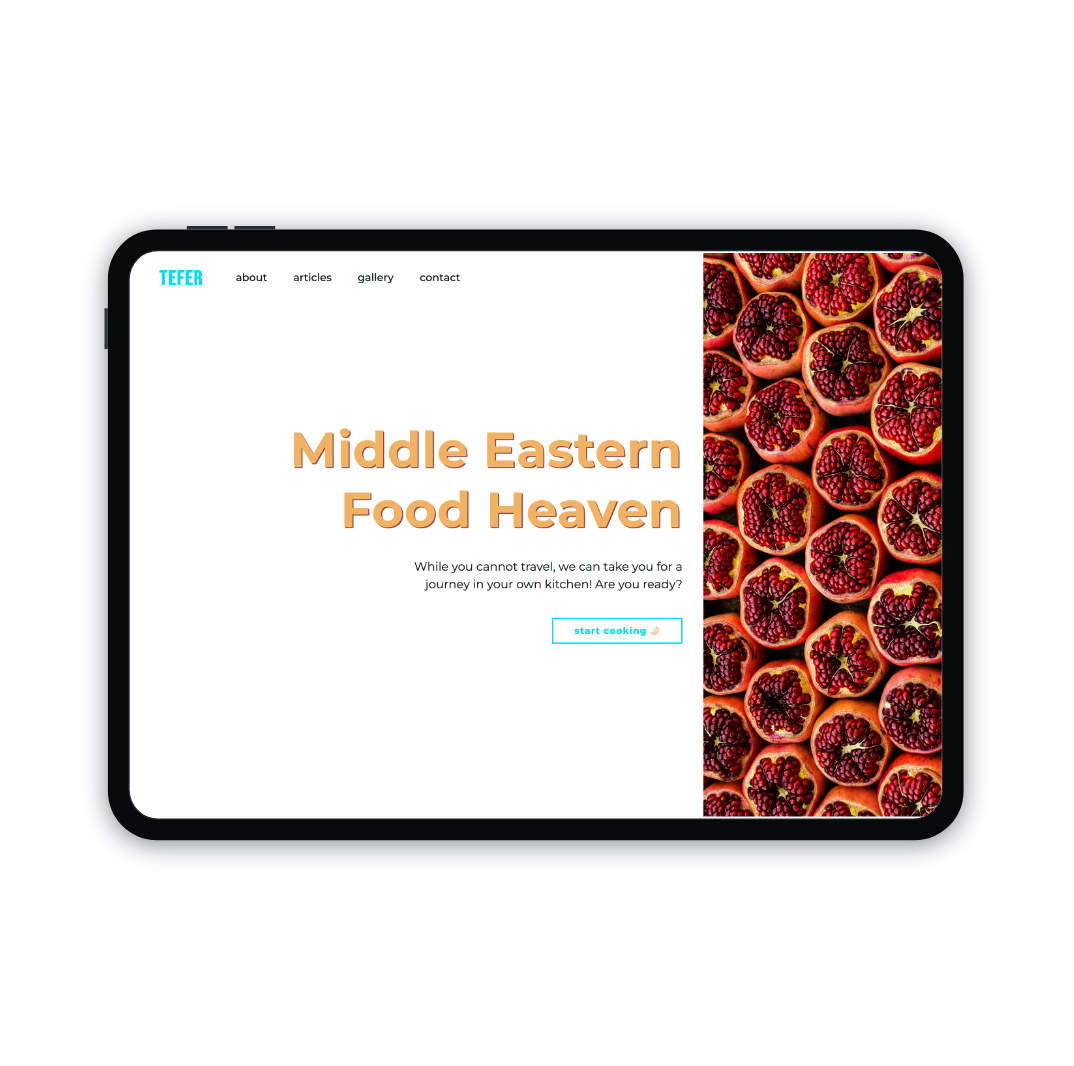 TEFER about articles gallery contact
Middle Eastern
Food Heaven
While you cannot travel, we can take you for a
journey in your own kitchen! Are you ready?
start cooking 🤌🏻